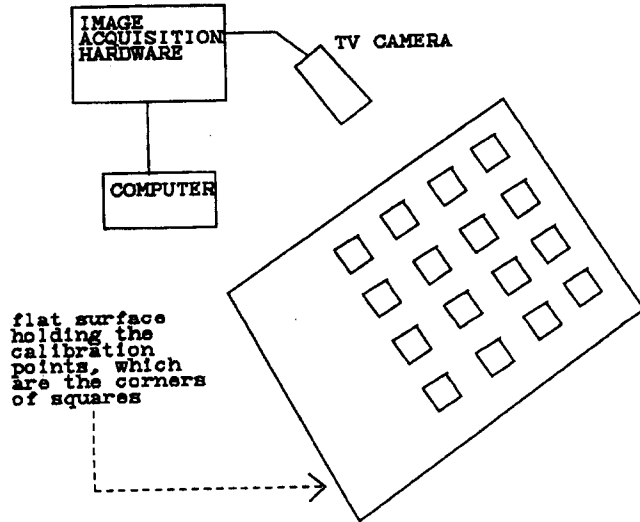 IMAGE
ACQUISITION
HARDWARE
TV CAMERA
COMPUTER
flat surface
holding the
calibration
points, which
are the corners
of squares